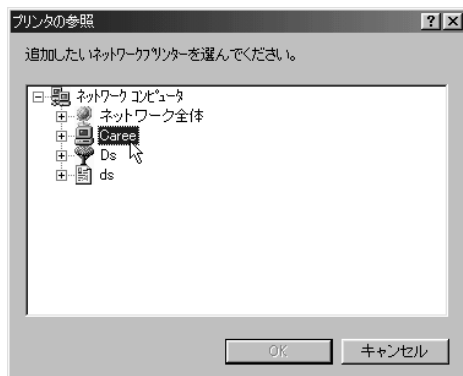 プリンタの参照
追加したいネットワークプリンターを選んでください。
ネットワーク コンピュータ
ネットワーク全体
Caree
Ds
ds
OK
キャンセル